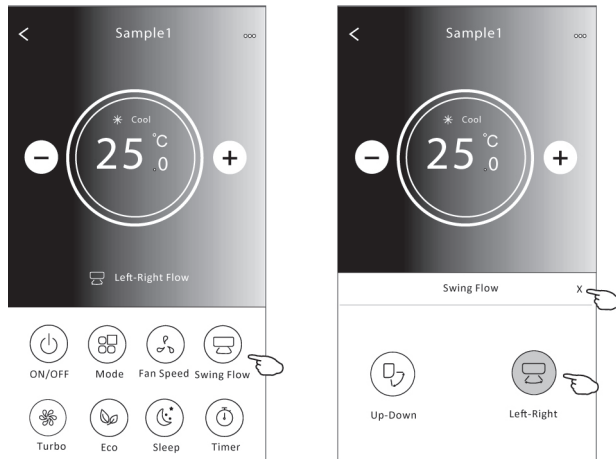 Sample1
Cool
25.0 °C
Left-Right Flow
ON/OFF Mode Fan Speed Swing Flow
Turbo Eco Sleep Timer
Sample1
Cool
25.0 °C
Swing Flow X
Up-Down Left-Right